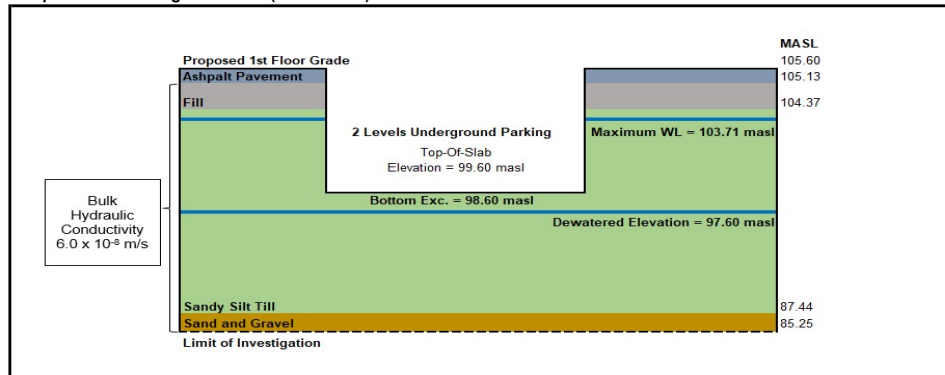 MASL
Proposed 1st Floor Grade 105.60
Ashpalt Pavement 105.13
Fill 104.37
2 Levels Underground Parking
Maximum WL = 103.71 masl
Top-Of-Slab
Elevation = 99.60 masl
Bottom Exc. = 98.60 masl
Bulk
Hydraulic
Conductivity
6.0 x 10⁻⁸ m/s
Dewatered Elevation = 97.60 masl
Sandy Silt Till 87.44
Sand and Gravel 85.25
Limit of Investigation